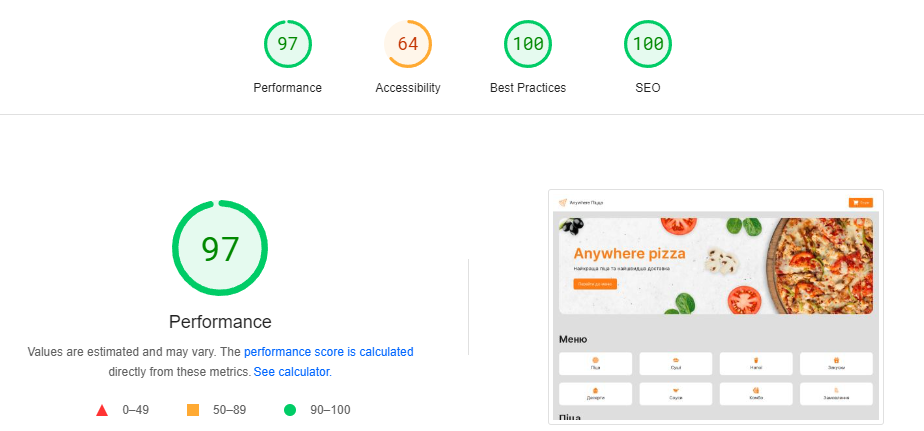 97
64
100
100
Performance
Accessibility
Best Practices
SEO
97
Performance
Values are estimated and may vary. The performance score is calculated
directly from these metrics. See calculator.
0–49
50–89
90–100
Anywhere Піцца
Anywhere pizza
Найкраща піца та найшвидша доставка
Меню
Піца
Суші
Напої
Закуски
Десерти
Соуси
Комбо
Замовлення
Піца